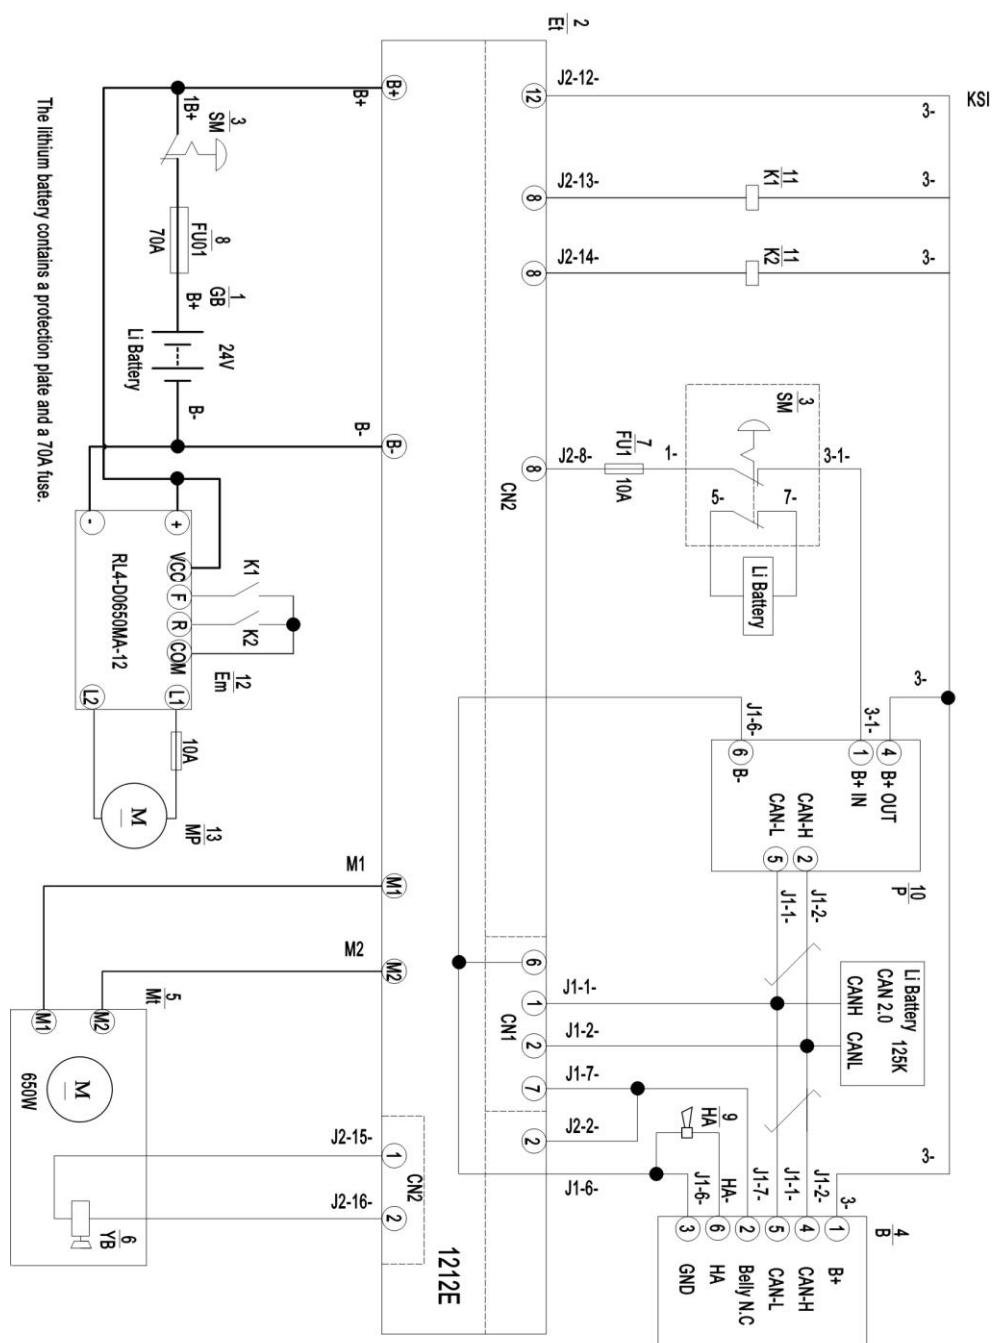 2
Et
KSI
J2-12-
3-
12
B+
B+
1B+
3
SM
J2-13-
11
K1
3-
8
J2-14-
11
K2
3-
8
8
FU01
70A
1
GB
B+
24V
Li Battery
B-
B-
B-
The lithium battery contains a protection plate and a 70A fuse.
3
SM
7
FU1
10A
J2-8-
1-
3-1-
8
CN2
5-
7-
Li Battery
-
+
VCC
F
R
COM
K1
K2
RL4-D0650MA-12
12
Em
L2
L1
10A
M
13
MP
3-
J1-6-
3-1-
6
B-
1
B+ IN
4
B+ OUT
CAN-L
CAN-H
5
2
10
P
J1-1-
J1-2-
M1
M1
M2
M2
6
J1-1-
1
CN1
J1-2-
2
J1-7-
7
J2-2-
2
J1-6-
Li Battery
CAN 2.0
125K
CANH
CANL
5
Mt
M1
M2
M
650W
J2-15-
1
CN2
J2-16-
2
6
YB
1212E
9
HA
3-
J1-6-
HA-
J1-7-
J1-1-
J1-2-
3-
4
B
3
6
2
5
4
1
GND
HA
Belly N.C
CAN-L
CAN-H
B+